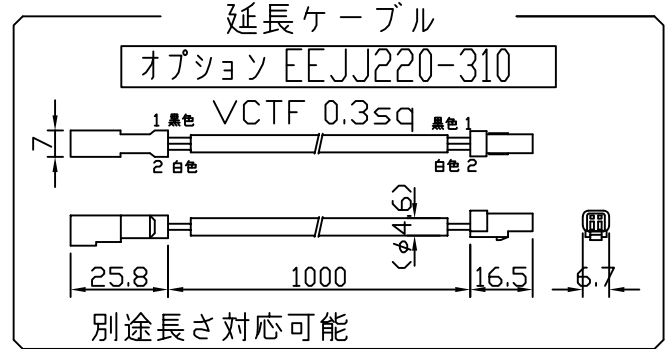 延長ケーブル
オプション EEJJ220-310
VCTF 0.3sq
1 黒色 黒色 1
7
2 白色 白色 2
(φ4.6)
25.8 1000 16.5 6.7
別途長さ対応可能